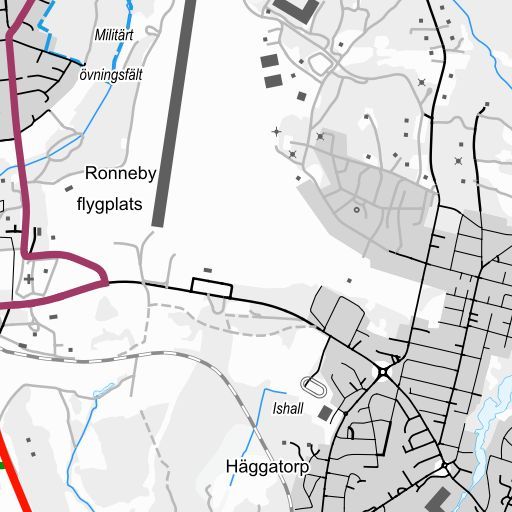 Militärt
övningsfält
Ronneby
flygplats
Ishall
Häggatorp